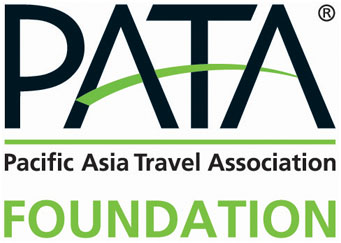 PATA®
Pacific Asia Travel Association
FOUNDATION